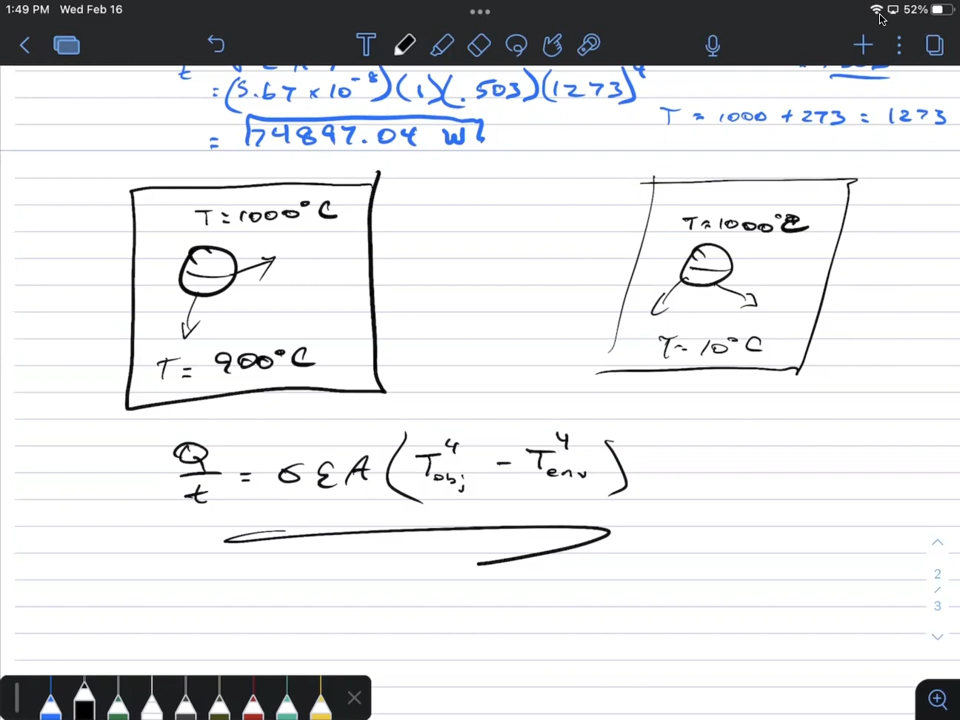 1:49 PM Wed Feb 16
52%
t
= (5.67 × 10⁻⁸)(1)(.503)(1273)⁴
T = 1000 + 273 = 1273
= 74897.04 W
T = 1000°C
T = 1000°C
T = 10°C
T = 900°C
Q/t = σ ε A (T⁴obj - T⁴env)
2
/
3